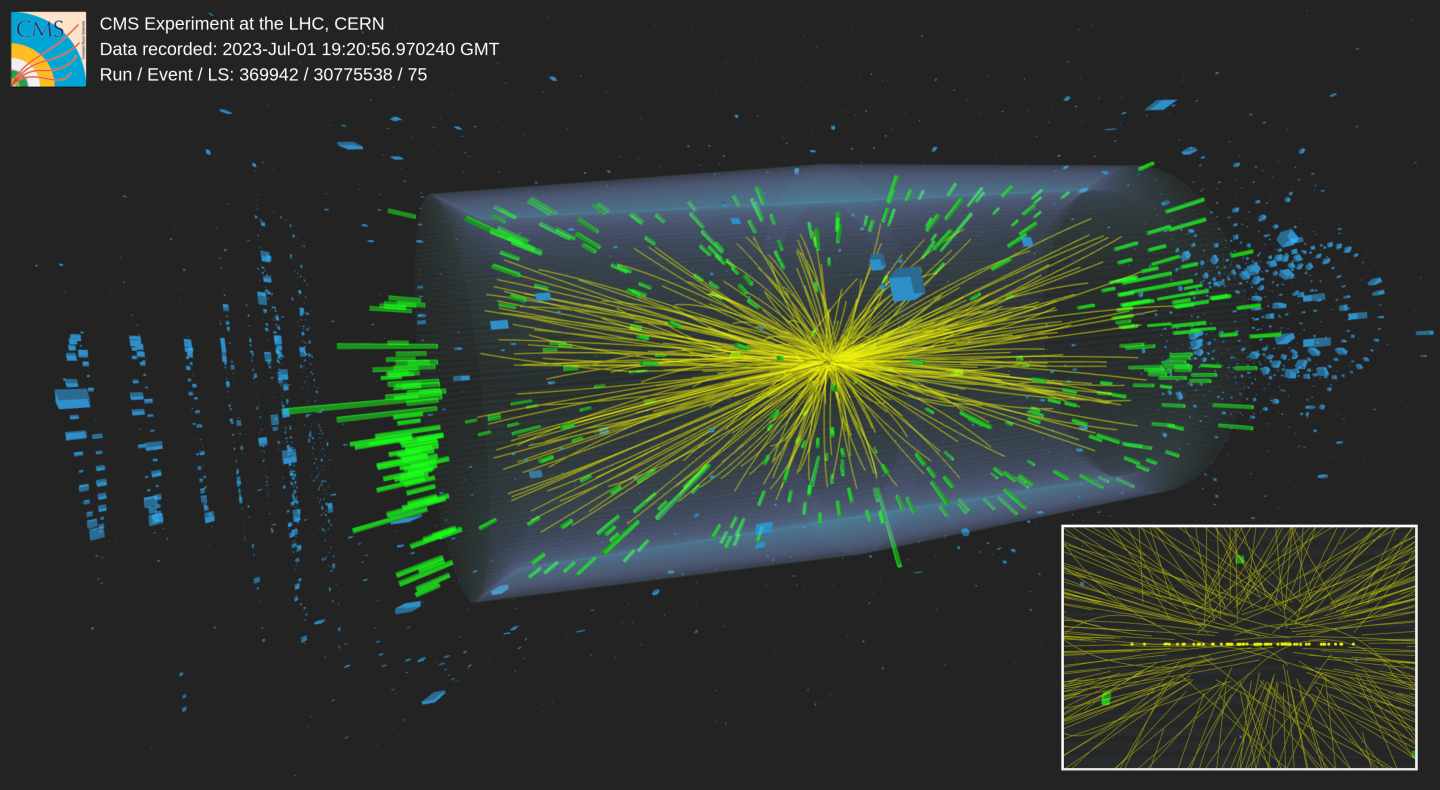 CMS
CMS Experiment at the LHC, CERN
Data recorded: 2023-Jul-01 19:20:56.970240 GMT
Run / Event / LS: 369942 / 30775538 / 75